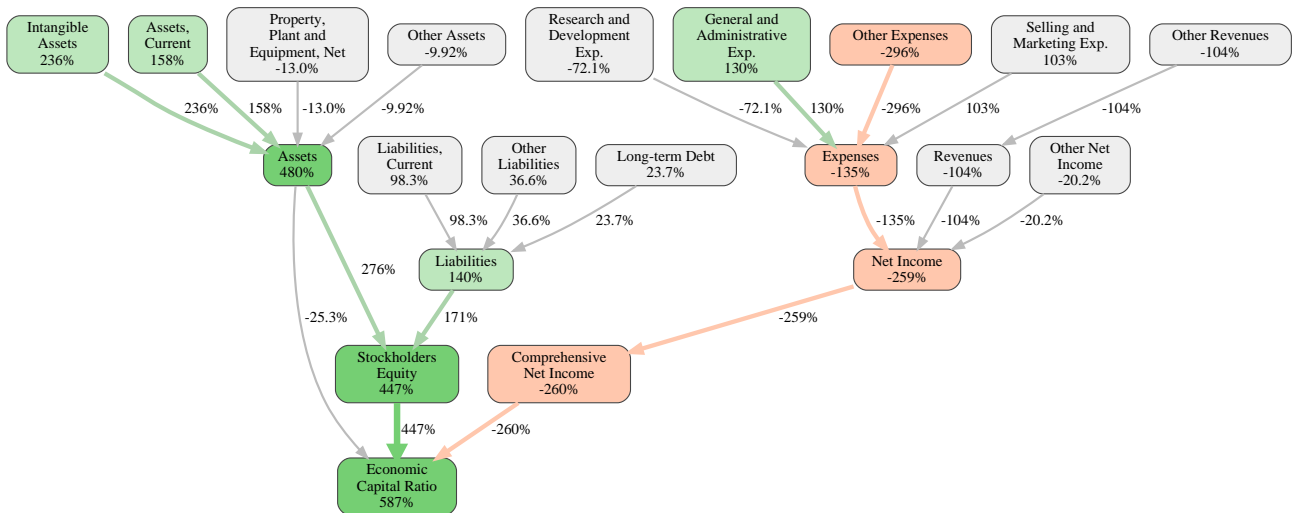 Intangible
Assets
236%
Assets,
Current
158%
Property,
Plant and
Equipment, Net
-13.0%
Other Assets
-9.92%
Research and
Development
Exp.
-72.1%
General and
Administrative
Exp.
130%
Other Expenses
-296%
Selling and
Marketing Exp.
103%
Other Revenues
-104%
236%
158%
-13.0%
-9.92%
-72.1%
130%
-296%
103%
-104%
Assets
480%
Liabilities,
Current
98.3%
Other
Liabilities
36.6%
Long-term Debt
23.7%
Expenses
-135%
Revenues
-104%
Other Net
Income
-20.2%
98.3%
36.6%
23.7%
-135%
-104%
-20.2%
276%
Liabilities
140%
Net Income
-259%
-25.3%
171%
-259%
Stockholders
Equity
447%
Comprehensive
Net Income
-260%
447%
-260%
Economic
Capital Ratio
587%